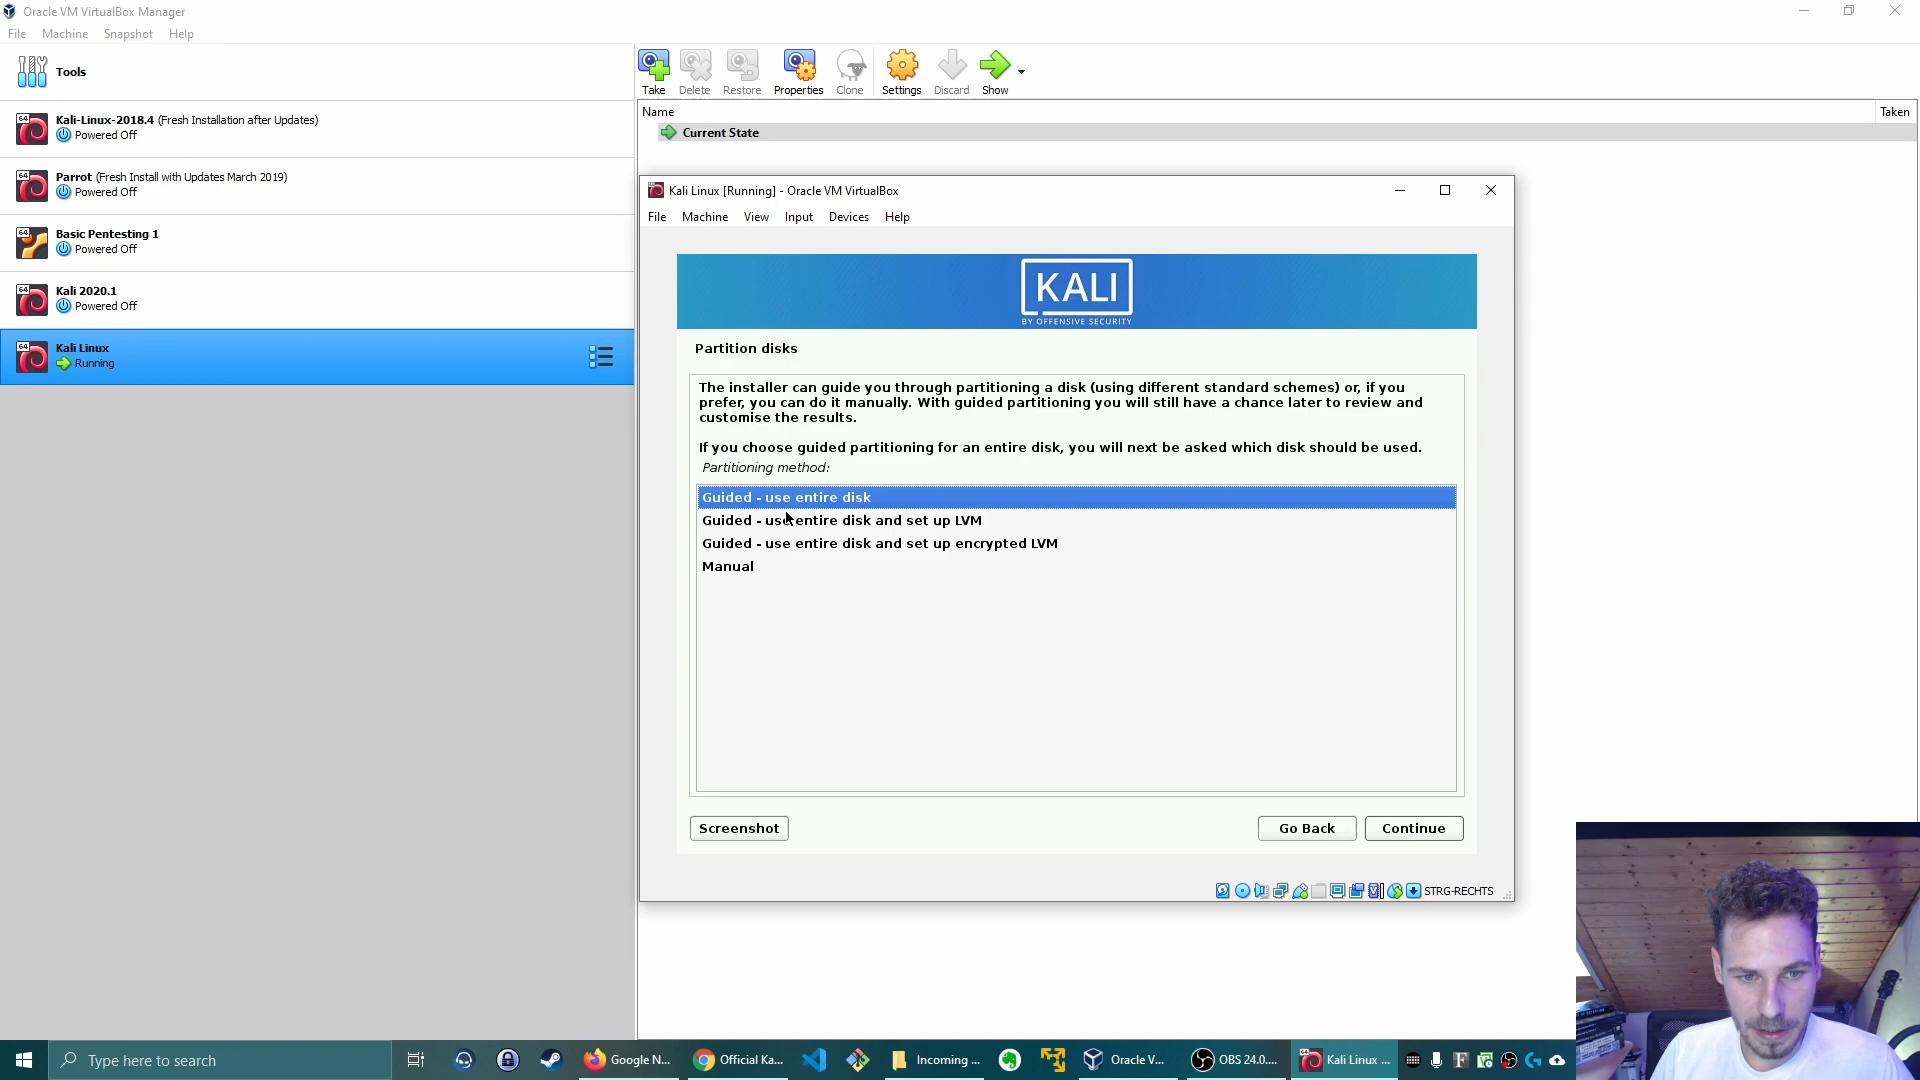 Oracle VM VirtualBox Manager
File Machine Snapshot Help
Tools
Take Delete Restore Properties Clone Settings Discard Show
Name Taken
Current State
64 Kali-Linux-2018.4 (Fresh Installation after Updates)
Powered Off
64 Parrot (Fresh Install with Updates March 2019)
Powered Off
64 Basic Pentesting 1
Powered Off
64 Kali 2020.1
Powered Off
64 Kali Linux
Running
Kali Linux [Running] - Oracle VM VirtualBox
File Machine View Input Devices Help
KALI
BY OFFENSIVE SECURITY
Partition disks
The installer can guide you through partitioning a disk (using different standard schemes) or, if you
prefer, you can do it manually. With guided partitioning you will still have a chance later to review and
customise the results.
If you choose guided partitioning for an entire disk, you will next be asked which disk should be used.
Partitioning method:
Guided - use entire disk
Guided - use entire disk and set up LVM
Guided - use entire disk and set up encrypted LVM
Manual
Screenshot Go Back Continue
STRG-RECHTS
Type here to search Google N... Official Ka... Incoming ... Oracle V... OBS 24.0.... Kali Linux ...